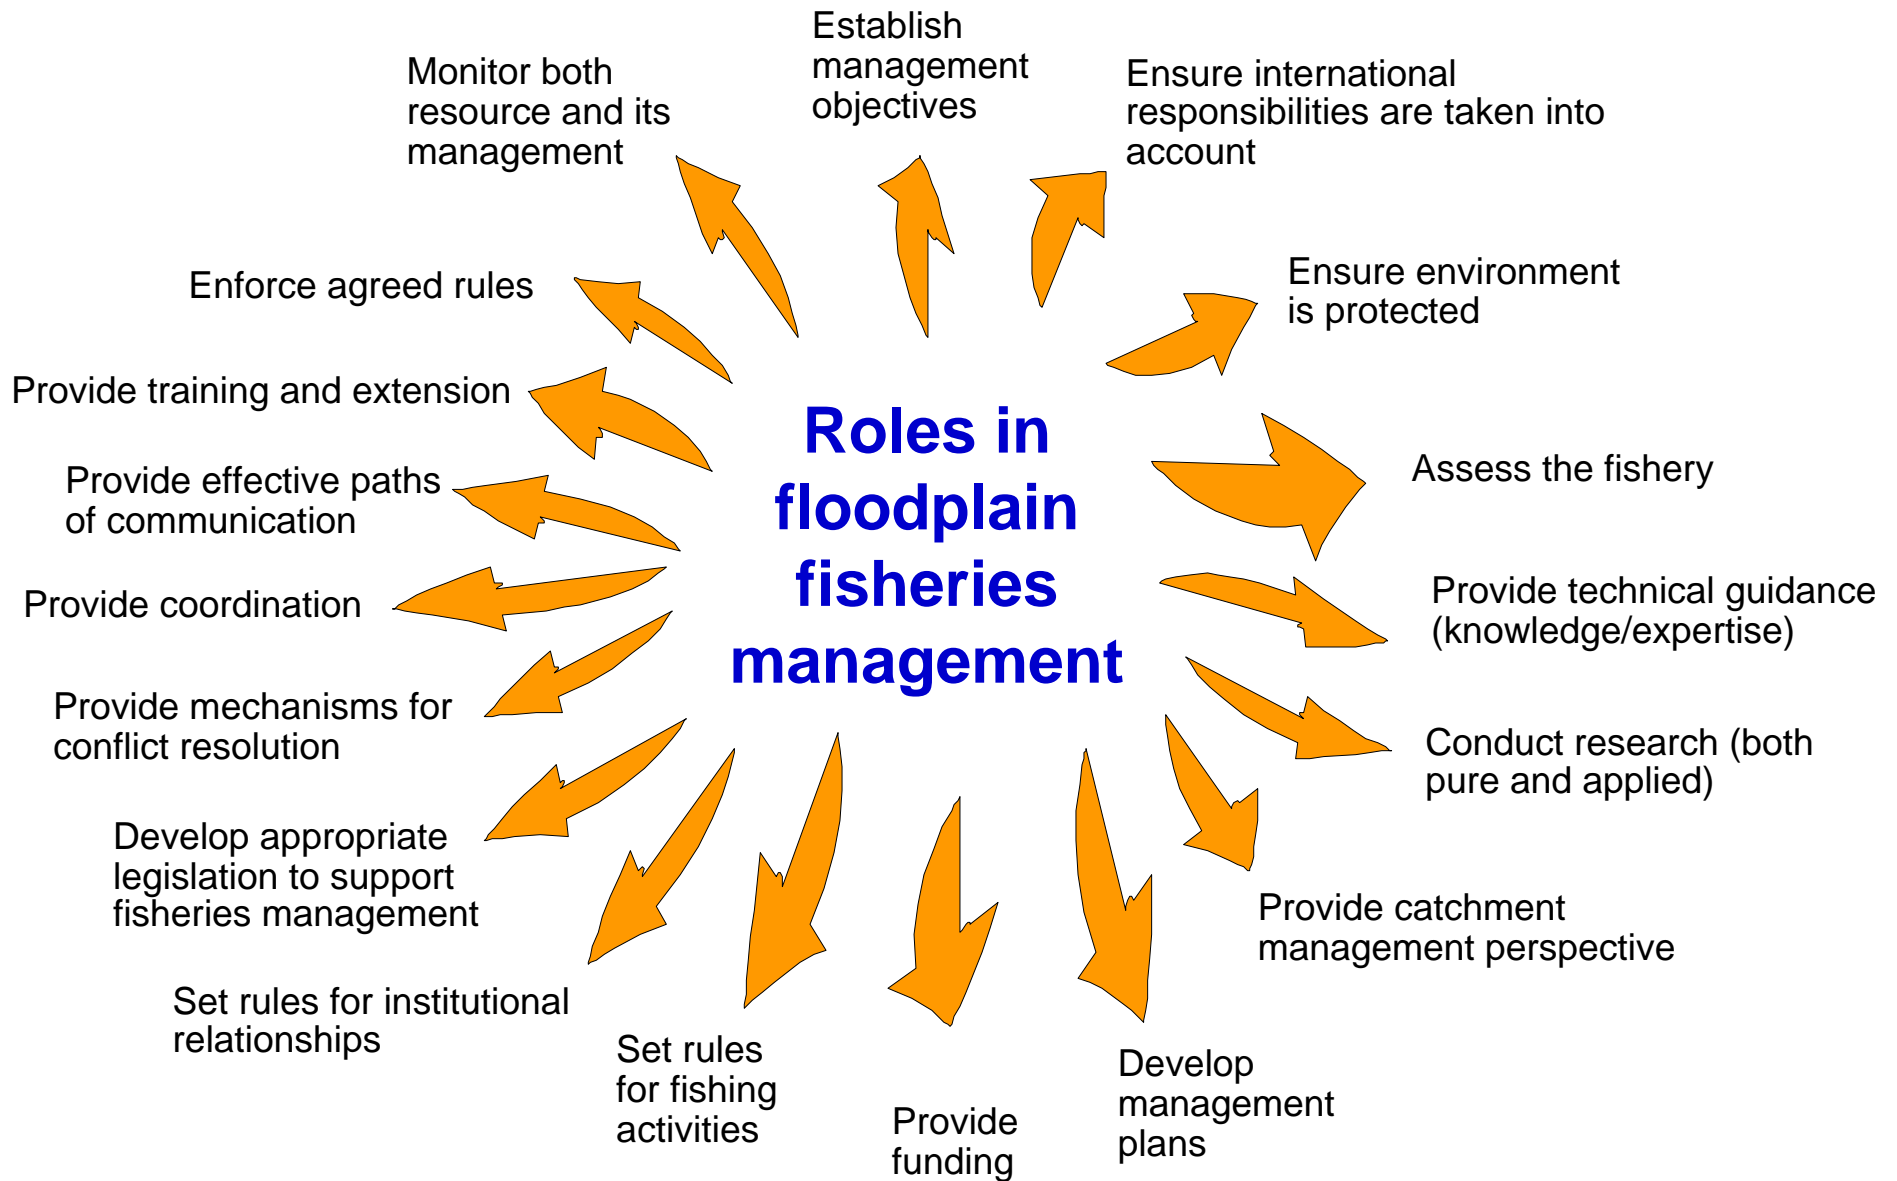 Establish
management
objectives
Ensure international
responsibilities are taken into
account
Ensure environment
is protected
Assess the fishery
Provide technical guidance
(knowledge/expertise)
Conduct research (both
pure and applied)
Provide catchment
management perspective
Develop
management
plans
Provide
funding
Set rules
for fishing
activities
Set rules for institutional
relationships
Develop appropriate
legislation to support
fisheries management
Provide mechanisms for
conflict resolution
Provide coordination
Provide effective paths
of communication
Provide training and extension
Enforce agreed rules
Monitor both
resource and its
management
Roles in
floodplain
fisheries
management